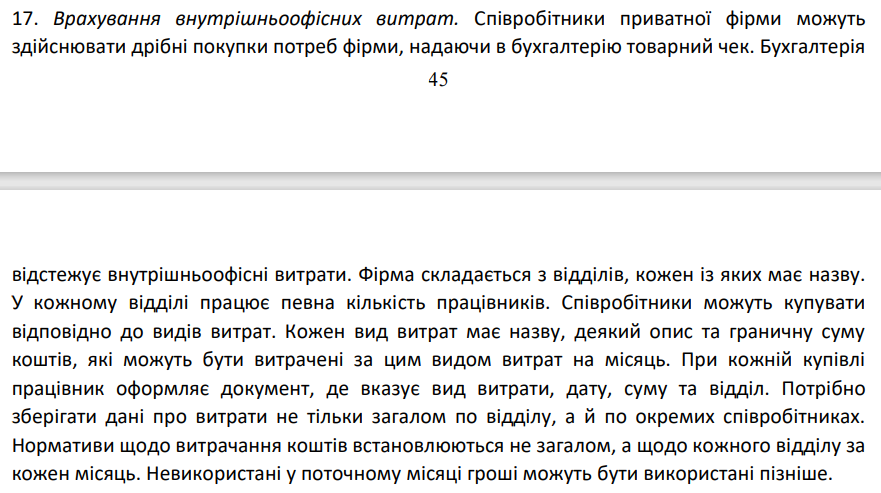 17. Врахування внутрішньоофісних витрат. Співробітники приватної фірми можуть
здійснювати дрібні покупки потреб фірми, надаючи в бухгалтерію товарний чек. Бухгалтерія
45
відстежує внутрішньоофісні витрати. Фірма складається з відділів, кожен із яких має назву.
У кожному відділі працює певна кількість працівників. Співробітники можуть купувати
відповідно до видів витрат. Кожен вид витрат має назву, деякий опис та граничну суму
коштів, які можуть бути витрачені за цим видом витрат на місяць. При кожній купівлі
працівник оформляє документ, де вказує вид витрати, дату, суму та відділ. Потрібно
зберігати дані про витрати не тільки загалом по відділу, а й по окремих співробітниках.
Нормативи щодо витрачання коштів встановлюються не загалом, а щодо кожного відділу за
кожен місяць. Невикористані у поточному місяці гроші можуть бути використані пізніше.